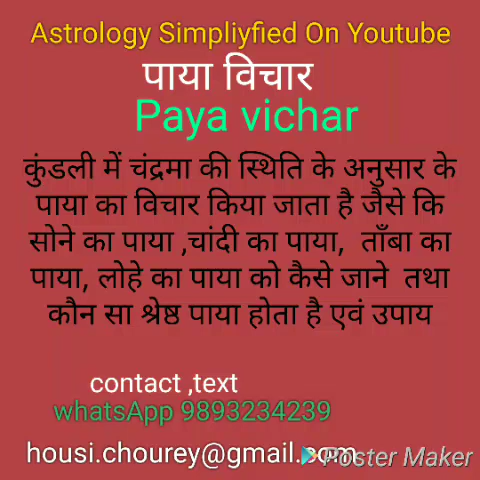 Astrology Simpliyfied On Youtube
पाया विचार
Paya vichar
कुंडली में चंद्रमा की स्थिति के अनुसार के
पाया का विचार किया जाता है जैसे कि
सोने का पाया ,चांदी का पाया, ताँबा का
पाया, लोहे का पाया को कैसे जाने तथा
कौन सा श्रेष्ठ पाया होता है एवं उपाय
contact ,text
whatsApp 9893234239
housi.chourey@gmail.com
Poster Maker